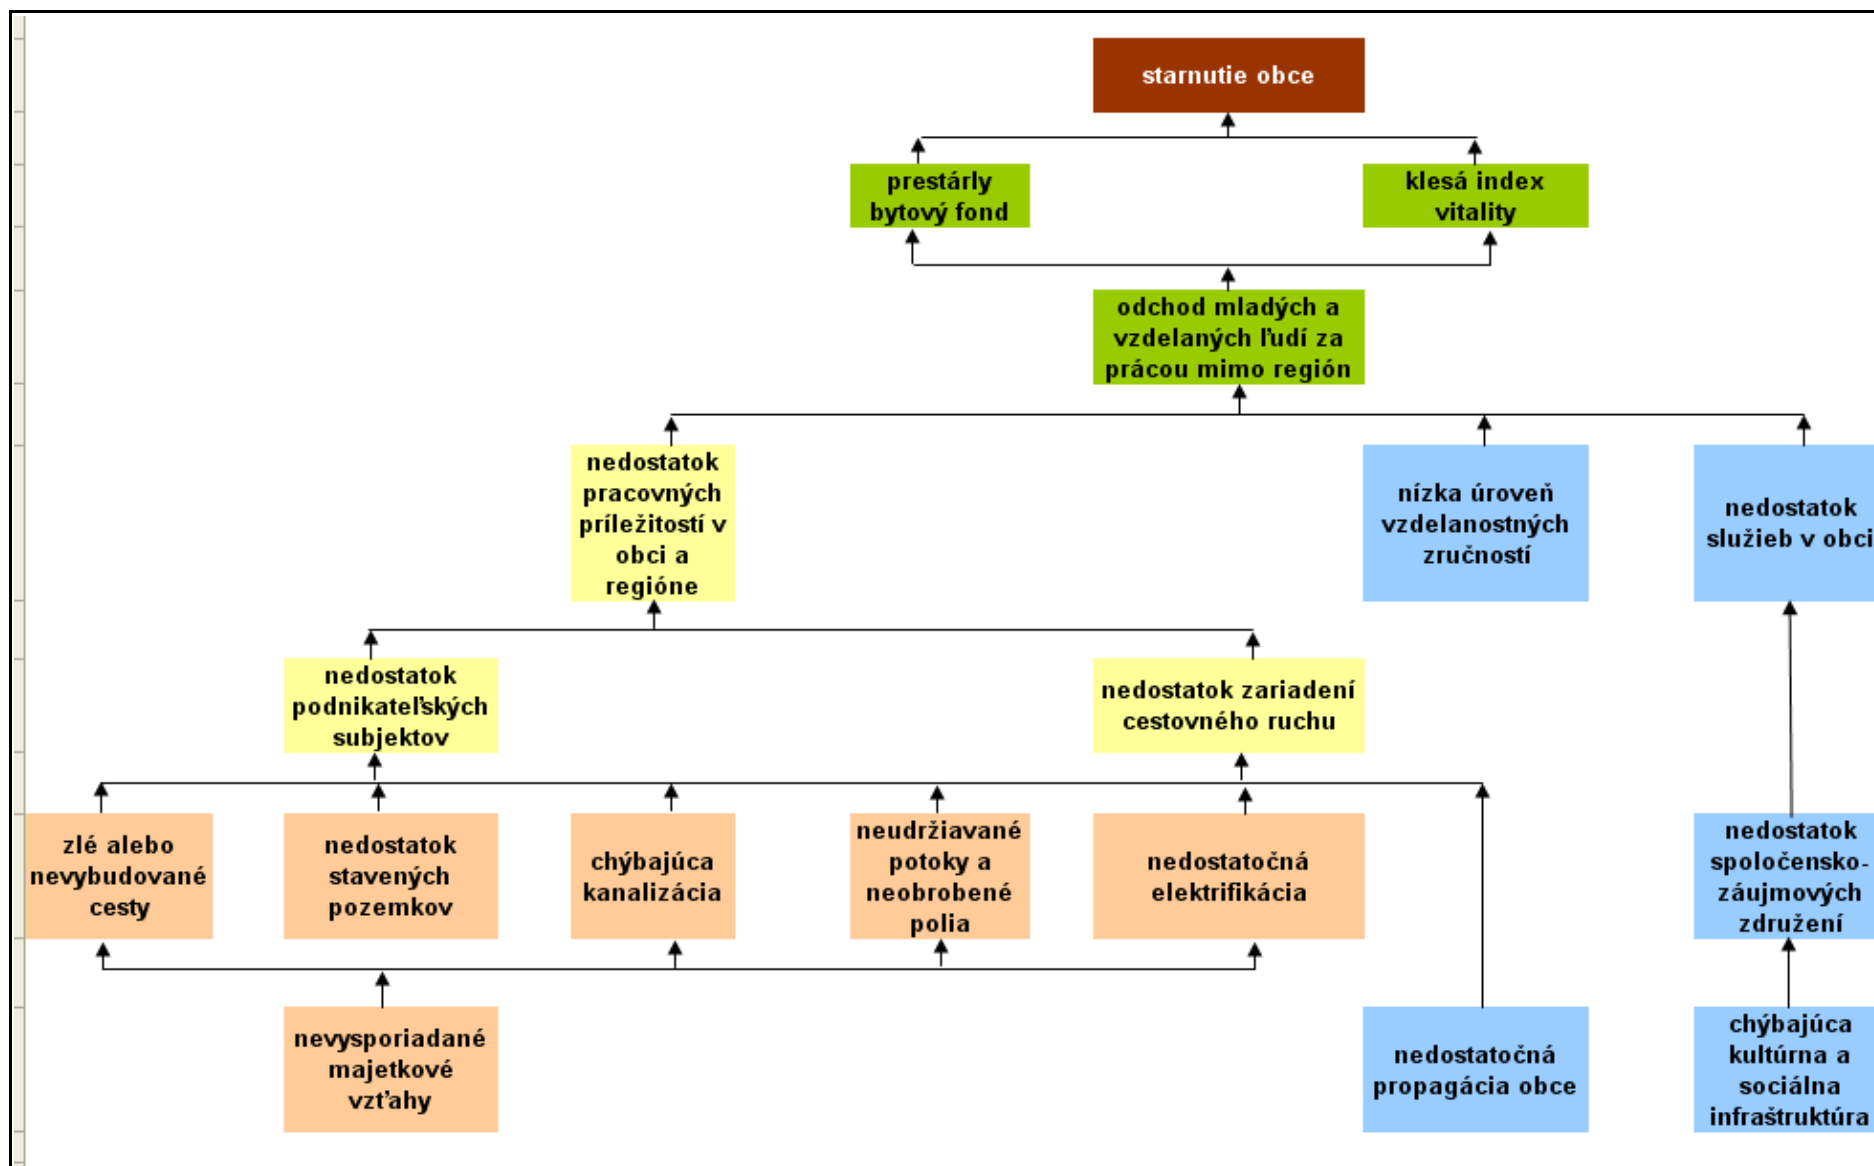 starnutie obce
prestárly
bytový fond
klesá index
vitality
odchod mladých a
vzdelaných ľudí za
prácou mimo región
nedostatok
pracovných
príležitostí v
obci a
regióne
nízka úroveň
vzdelanostných
zručností
nedostatok
služieb v obci
nedostatok
podnikateľských
subjektov
nedostatok zariadení
cestovného ruchu
zlé alebo
nevybudované
cesty
nedostatok
stavených
pozemkov
chýbajúca
kanalizácia
neudržiavané
potoky a
neobrobené
polia
nedostatočná
elektrifikácia
nedostatok
spoločensko-
záujmových
združení
nevysporiadané
majetkové
vzťahy
nedostatočná
propagácia obce
chýbajúca
kultúrna a
sociálna
infraštruktúra